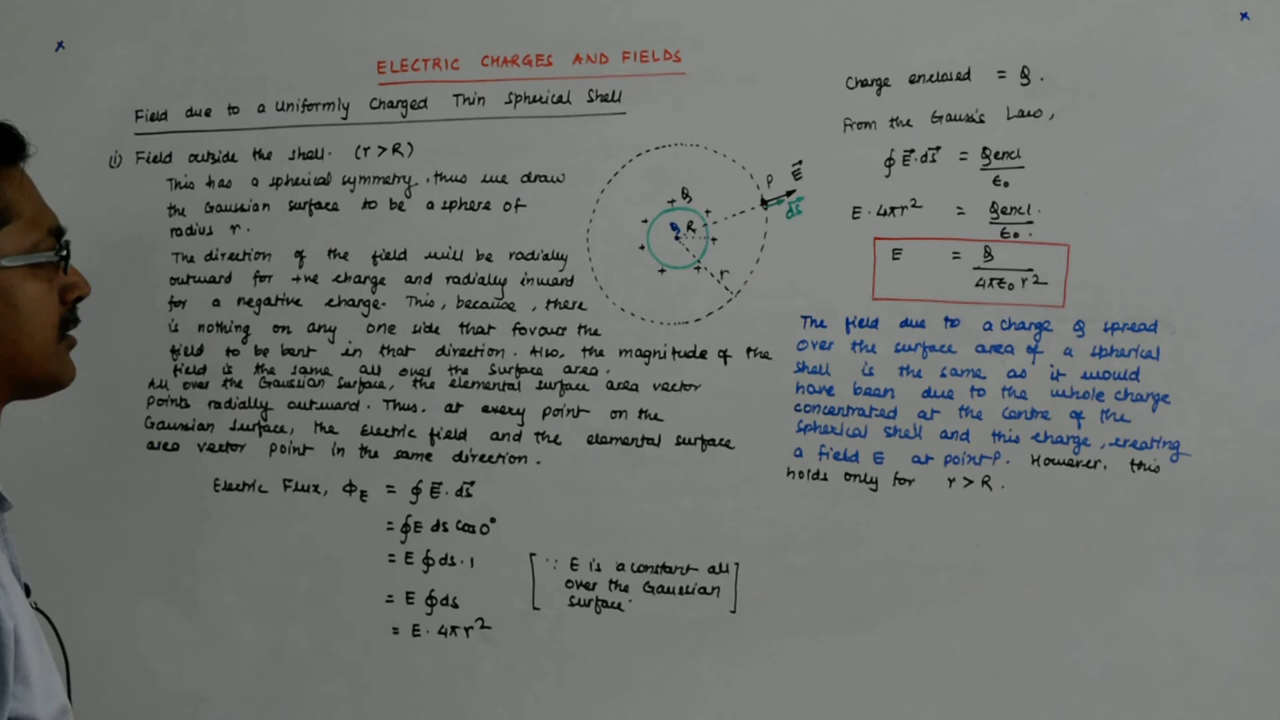 ELECTRIC CHARGES AND FIELDS
Field due to a Uniformly Charged Thin Spherical Shell
(i) Field outside the shell. (r > R)
This has a spherical symmetry, thus we draw
the Gaussian surface to be a sphere of
radius r.
The direction of the field will be radially
outward for +ve charge and radially inward
for a negative charge. This, because, there
is nothing on any one side that favours the
field to be bent in that direction. Also, the magnitude of the
field is the same all over the surface area.
All over the Gaussian surface, the elemental surface area vector
points radially outward. Thus, at every point on the
Gaussian surface, the Electric field and the elemental surface
area vector point in the same direction.
Electric Flux, Φ_E = ∮ E⃗. ds⃗
= ∮E ds cos 0°
= E ∮ds. 1
= E ∮ds
= E. 4πr²
[∵ E is a constant all
over the Gaussian
surface.]
Q
Q R
r
P E⃗
ds⃗
+ + + + + + +
Charge enclosed = Q.
From the Gauss's Law,
∮ E⃗. ds⃗ = Qencl / ε₀
E. 4πr² = Qencl. / ε₀.
E = Q / 4πε₀ r²
The field due to a charge Q spread
over the surface area of a spherical
shell is the same as it would
have been due to the whole charge
concentrated at the centre of the
spherical shell and this charge, creating
a field E at point P. However, this
holds only for r > R.
x
x